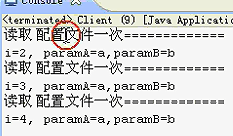 Console
<terminated> Client (9) [Java Applicatio
读取配置文件一次=============
i=2, paramA=a,paramB=b
读取配置文件一次=============
i=3, paramA=a,paramB=b
读取配置文件一次=============
i=4, paramA=a,paramB=b